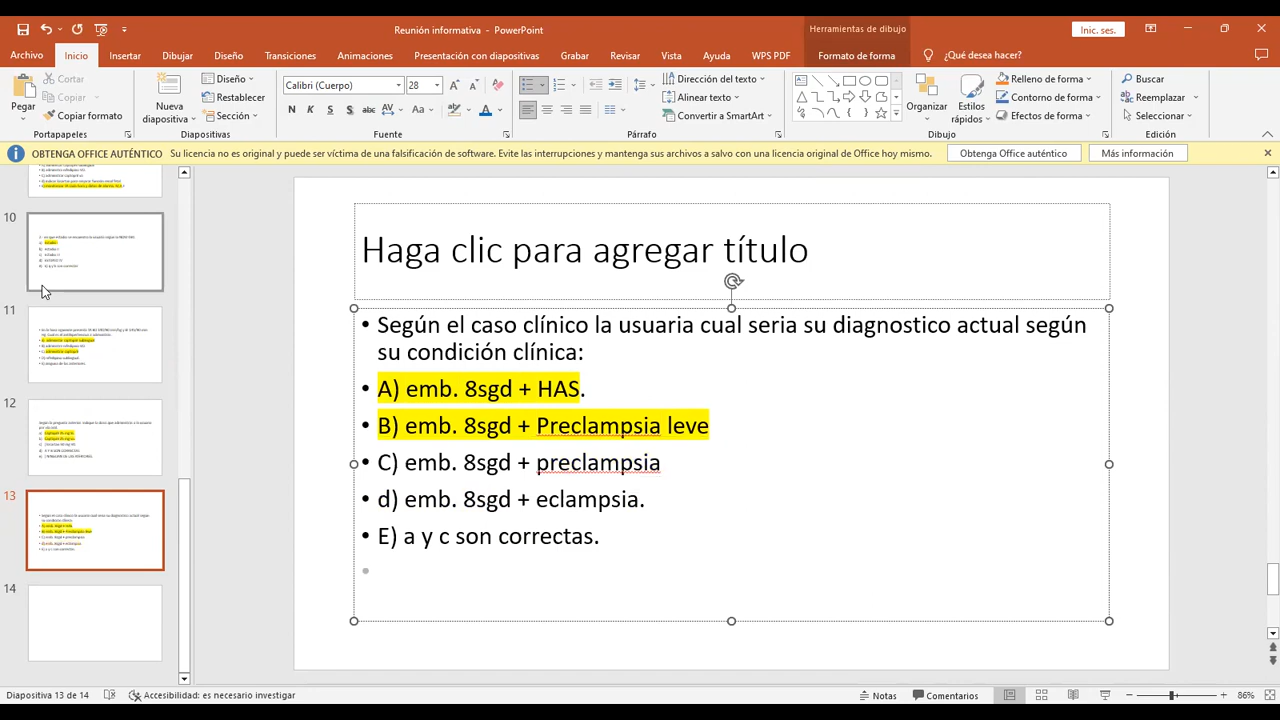 Reunión informativa - PowerPoint
Herramientas de dibujo
Inic. ses.
Archivo
Inicio
Insertar
Dibujar
Diseño
Transiciones
Animaciones
Presentación con diapositivas
Grabar
Revisar
Vista
Ayuda
WPS PDF
Formato de forma
¿Qué desea hacer?
Pegar
Cortar
Copiar
Copiar formato
Portapapeles
Nueva
diapositiva
Diseño
Restablecer
Sección
Diapositivas
Calibri (Cuerpo)
28
N K S S abc AV Aa A
Fuente
Dirección del texto
Alinear texto
Convertir a SmartArt
Párrafo
Organizar
Estilos
rápidos
Relleno de forma
Contorno de forma
Efectos de forma
Dibujo
Buscar
Reemplazar
Seleccionar
Edición
OBTENGA OFFICE AUTÉNTICO
Su licencia no es original y puede ser víctima de una falsificación de software. Evite las interrupciones y mantenga sus archivos a salvo con una licencia original de Office hoy mismo.
Obtenga Office auténtico
Más información
10
11
12
13
14
Haga clic para agregar título
• Según el caso clínico la usuaria cual seria su diagnostico actual según
su condición clínica:
• A) emb. 8sgd + HAS.
• B) emb. 8sgd + Preclampsia leve
• C) emb. 8sgd + preclampsia
• d) emb. 8sgd + eclampsia.
• E) a y c son correctas.
Diapositiva 13 de 14
Accesibilidad: es necesario investigar
Notas
Comentarios
86%